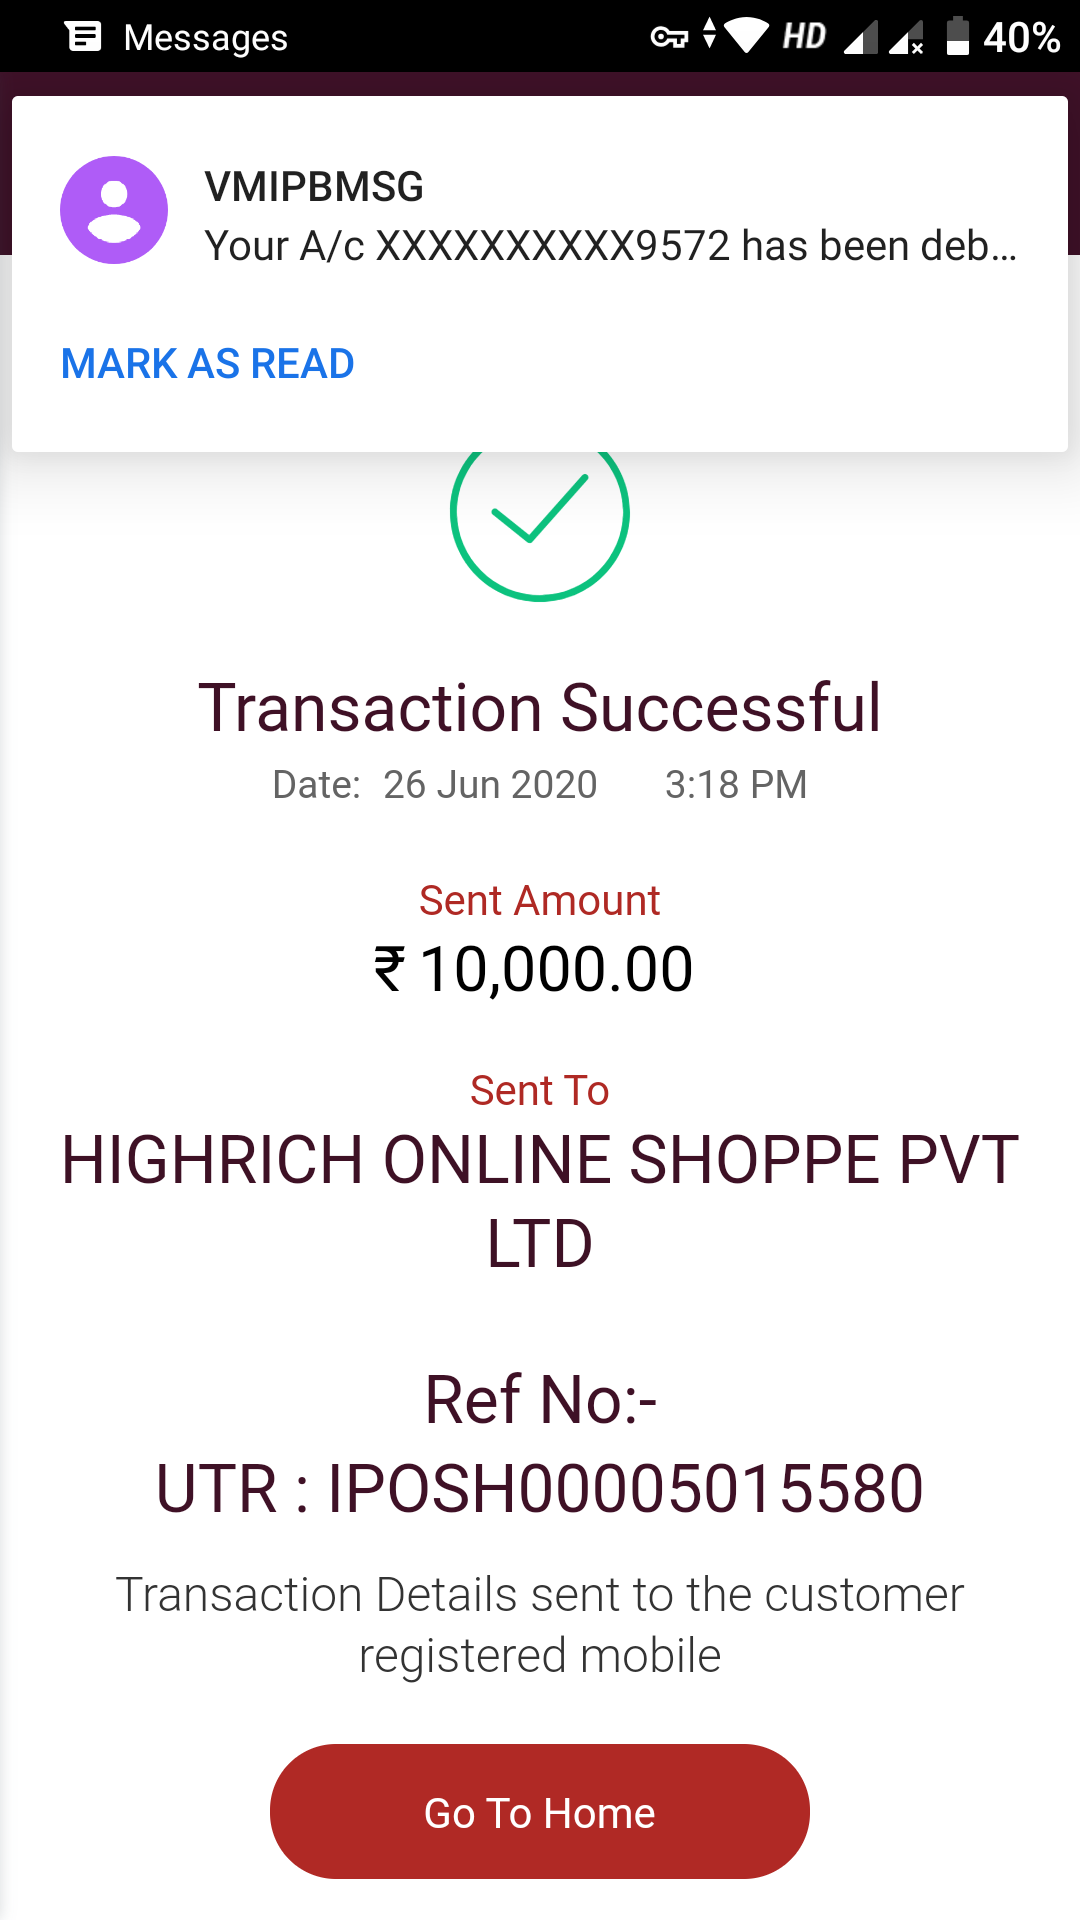 Messages HD 40%
VMIPBMSG
Your A/c XXXXXXXXXX9572 has been deb...
MARK AS READ
Transaction Successful
Date: 26 Jun 2020 3:18 PM
Sent Amount
₹ 10,000.00
Sent To
HIGHRICH ONLINE SHOPPE PVT
LTD
Ref No:-
UTR : IPOSH00005015580
Transaction Details sent to the customer
registered mobile
Go To Home